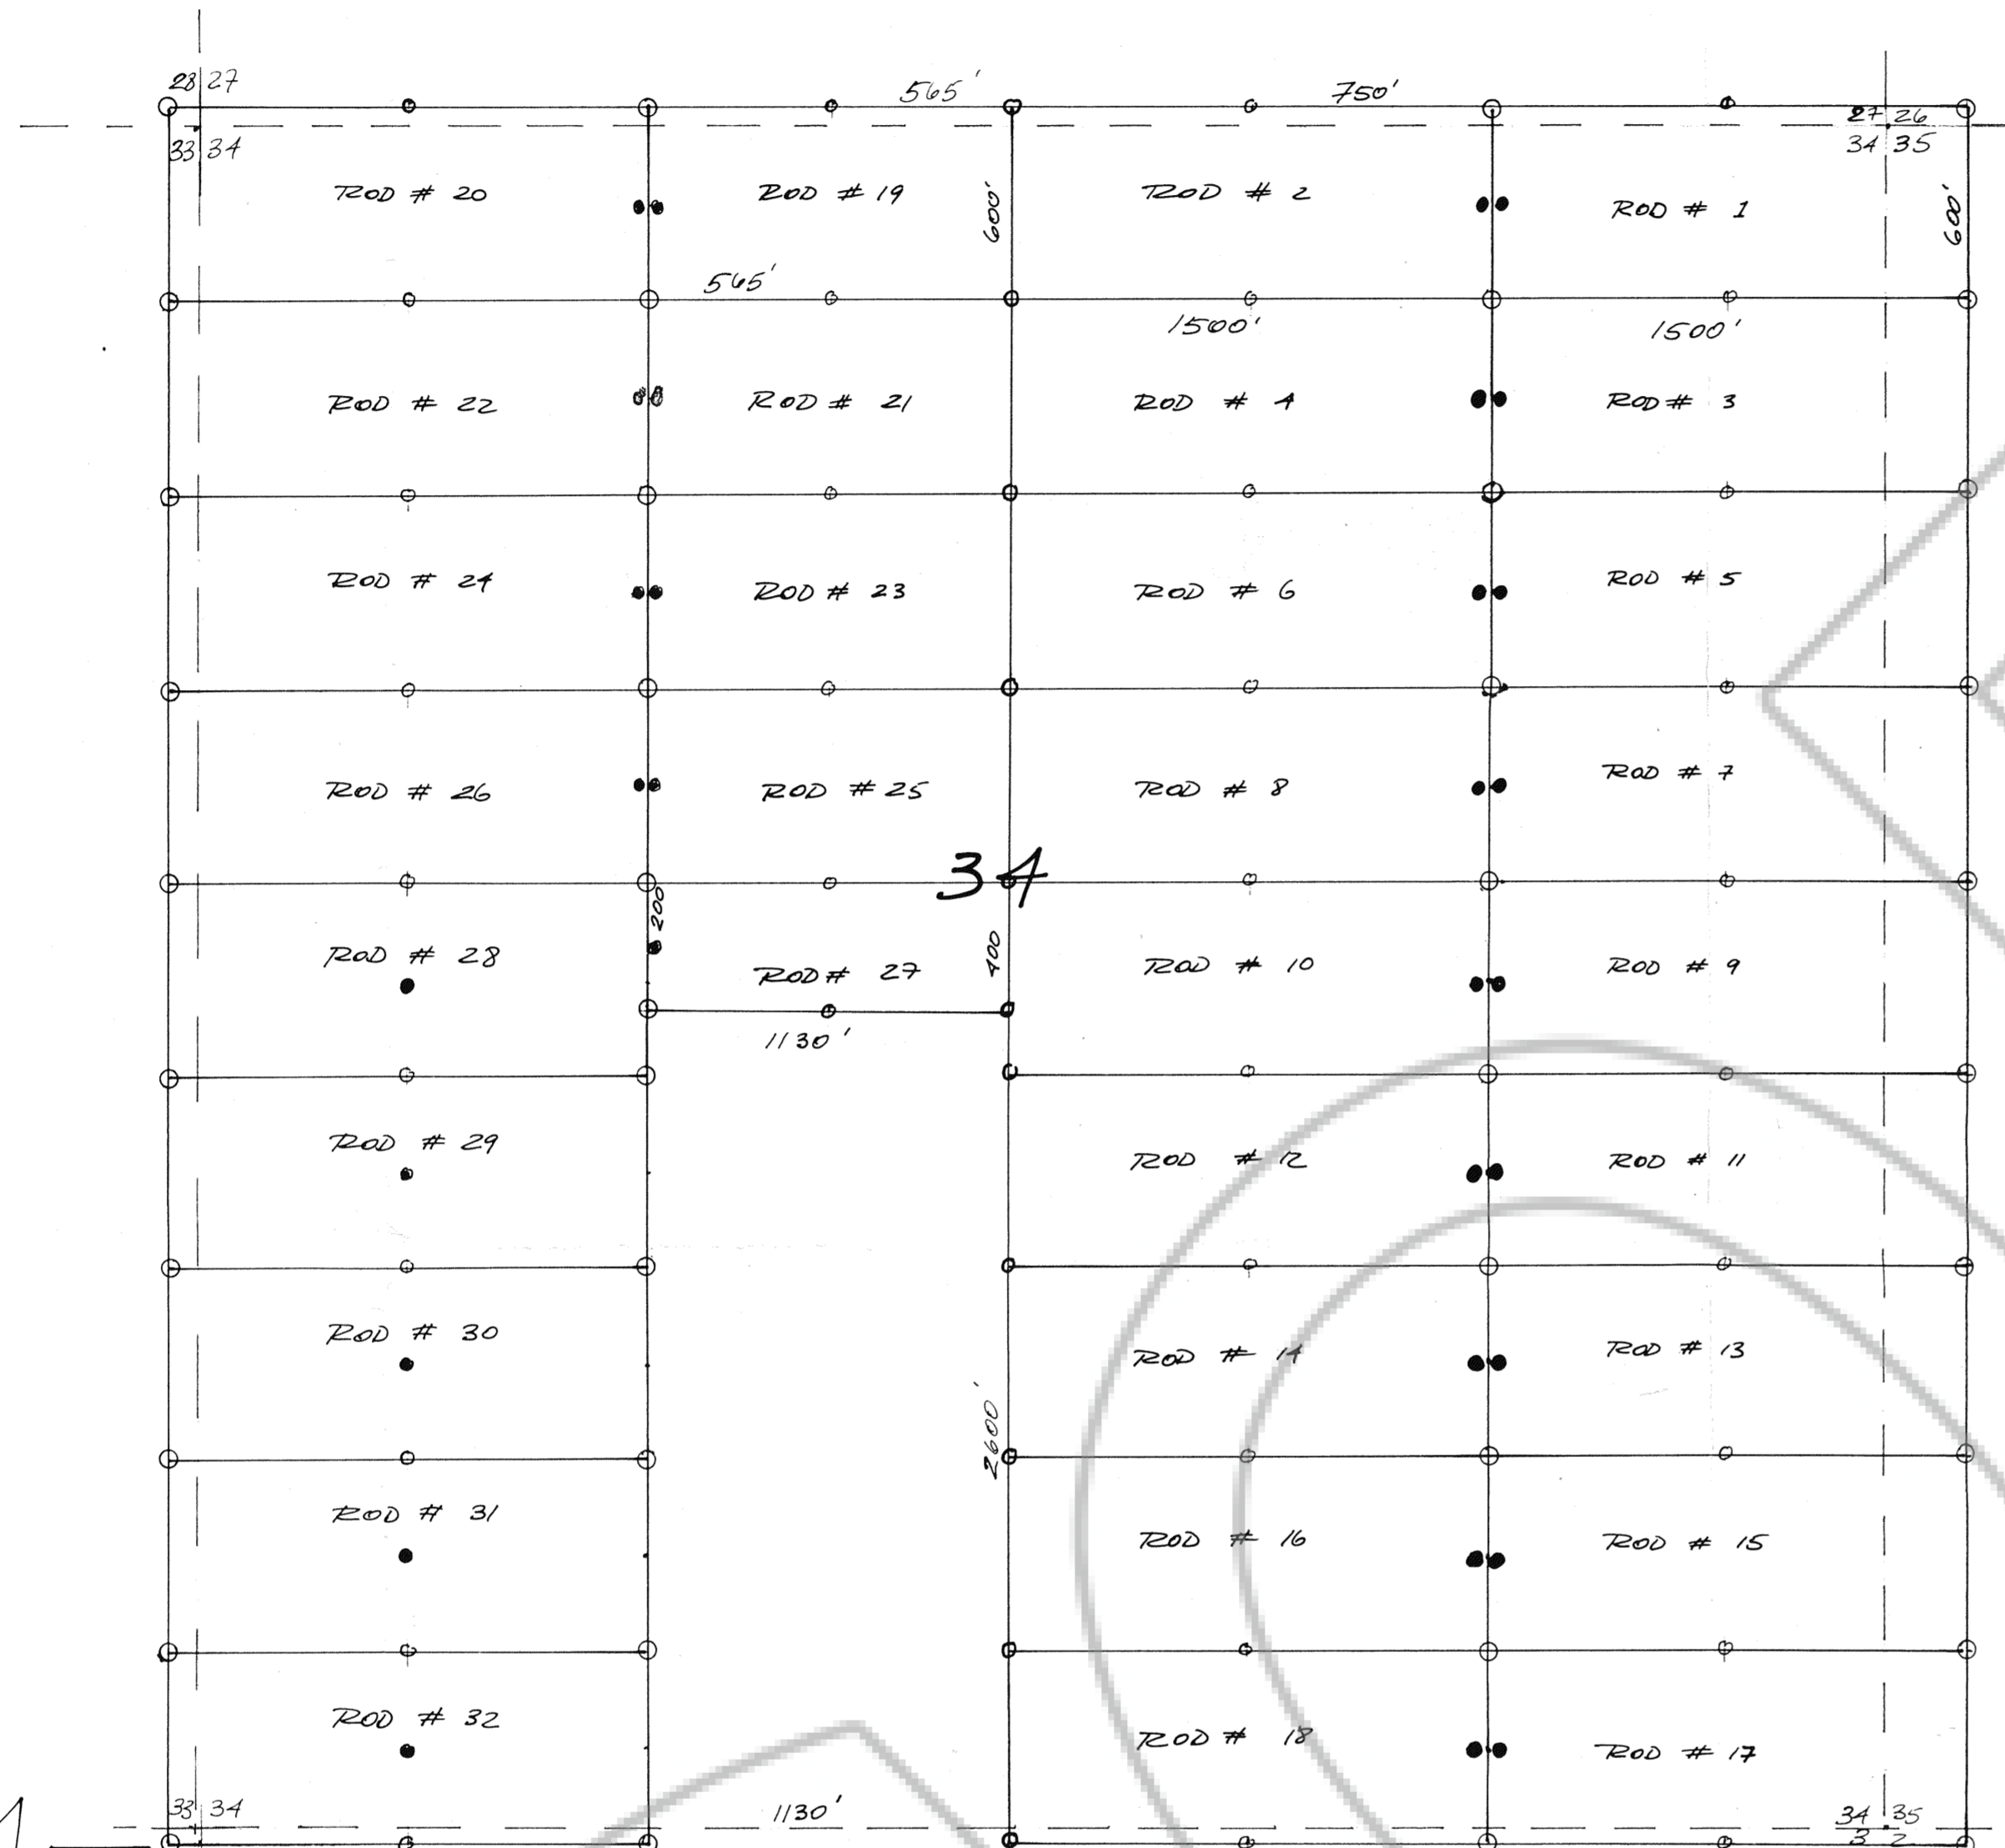 28 27
565'
750'
27 26
33 34
34 35
ROD # 20
ROD # 19
600'
ROD # 2
ROD # 1
600'
565'
1500'
1500'
ROD # 22
ROD # 21
ROD # 4
ROD # 3
ROD # 24
ROD # 23
ROD # 6
ROD # 5
ROD # 26
ROD # 25
ROD # 8
ROD # 7
34
200
ROD # 28
ROD # 27
400
ROD # 10
ROD # 9
1130'
ROD # 29
ROD # 12
ROD # 11
ROD # 30
ROD # 14
ROD # 13
2600'
ROD # 31
ROD # 16
ROD # 15
ROD # 32
ROD # 18
ROD # 17
33 34
1130'
34 35
3 2